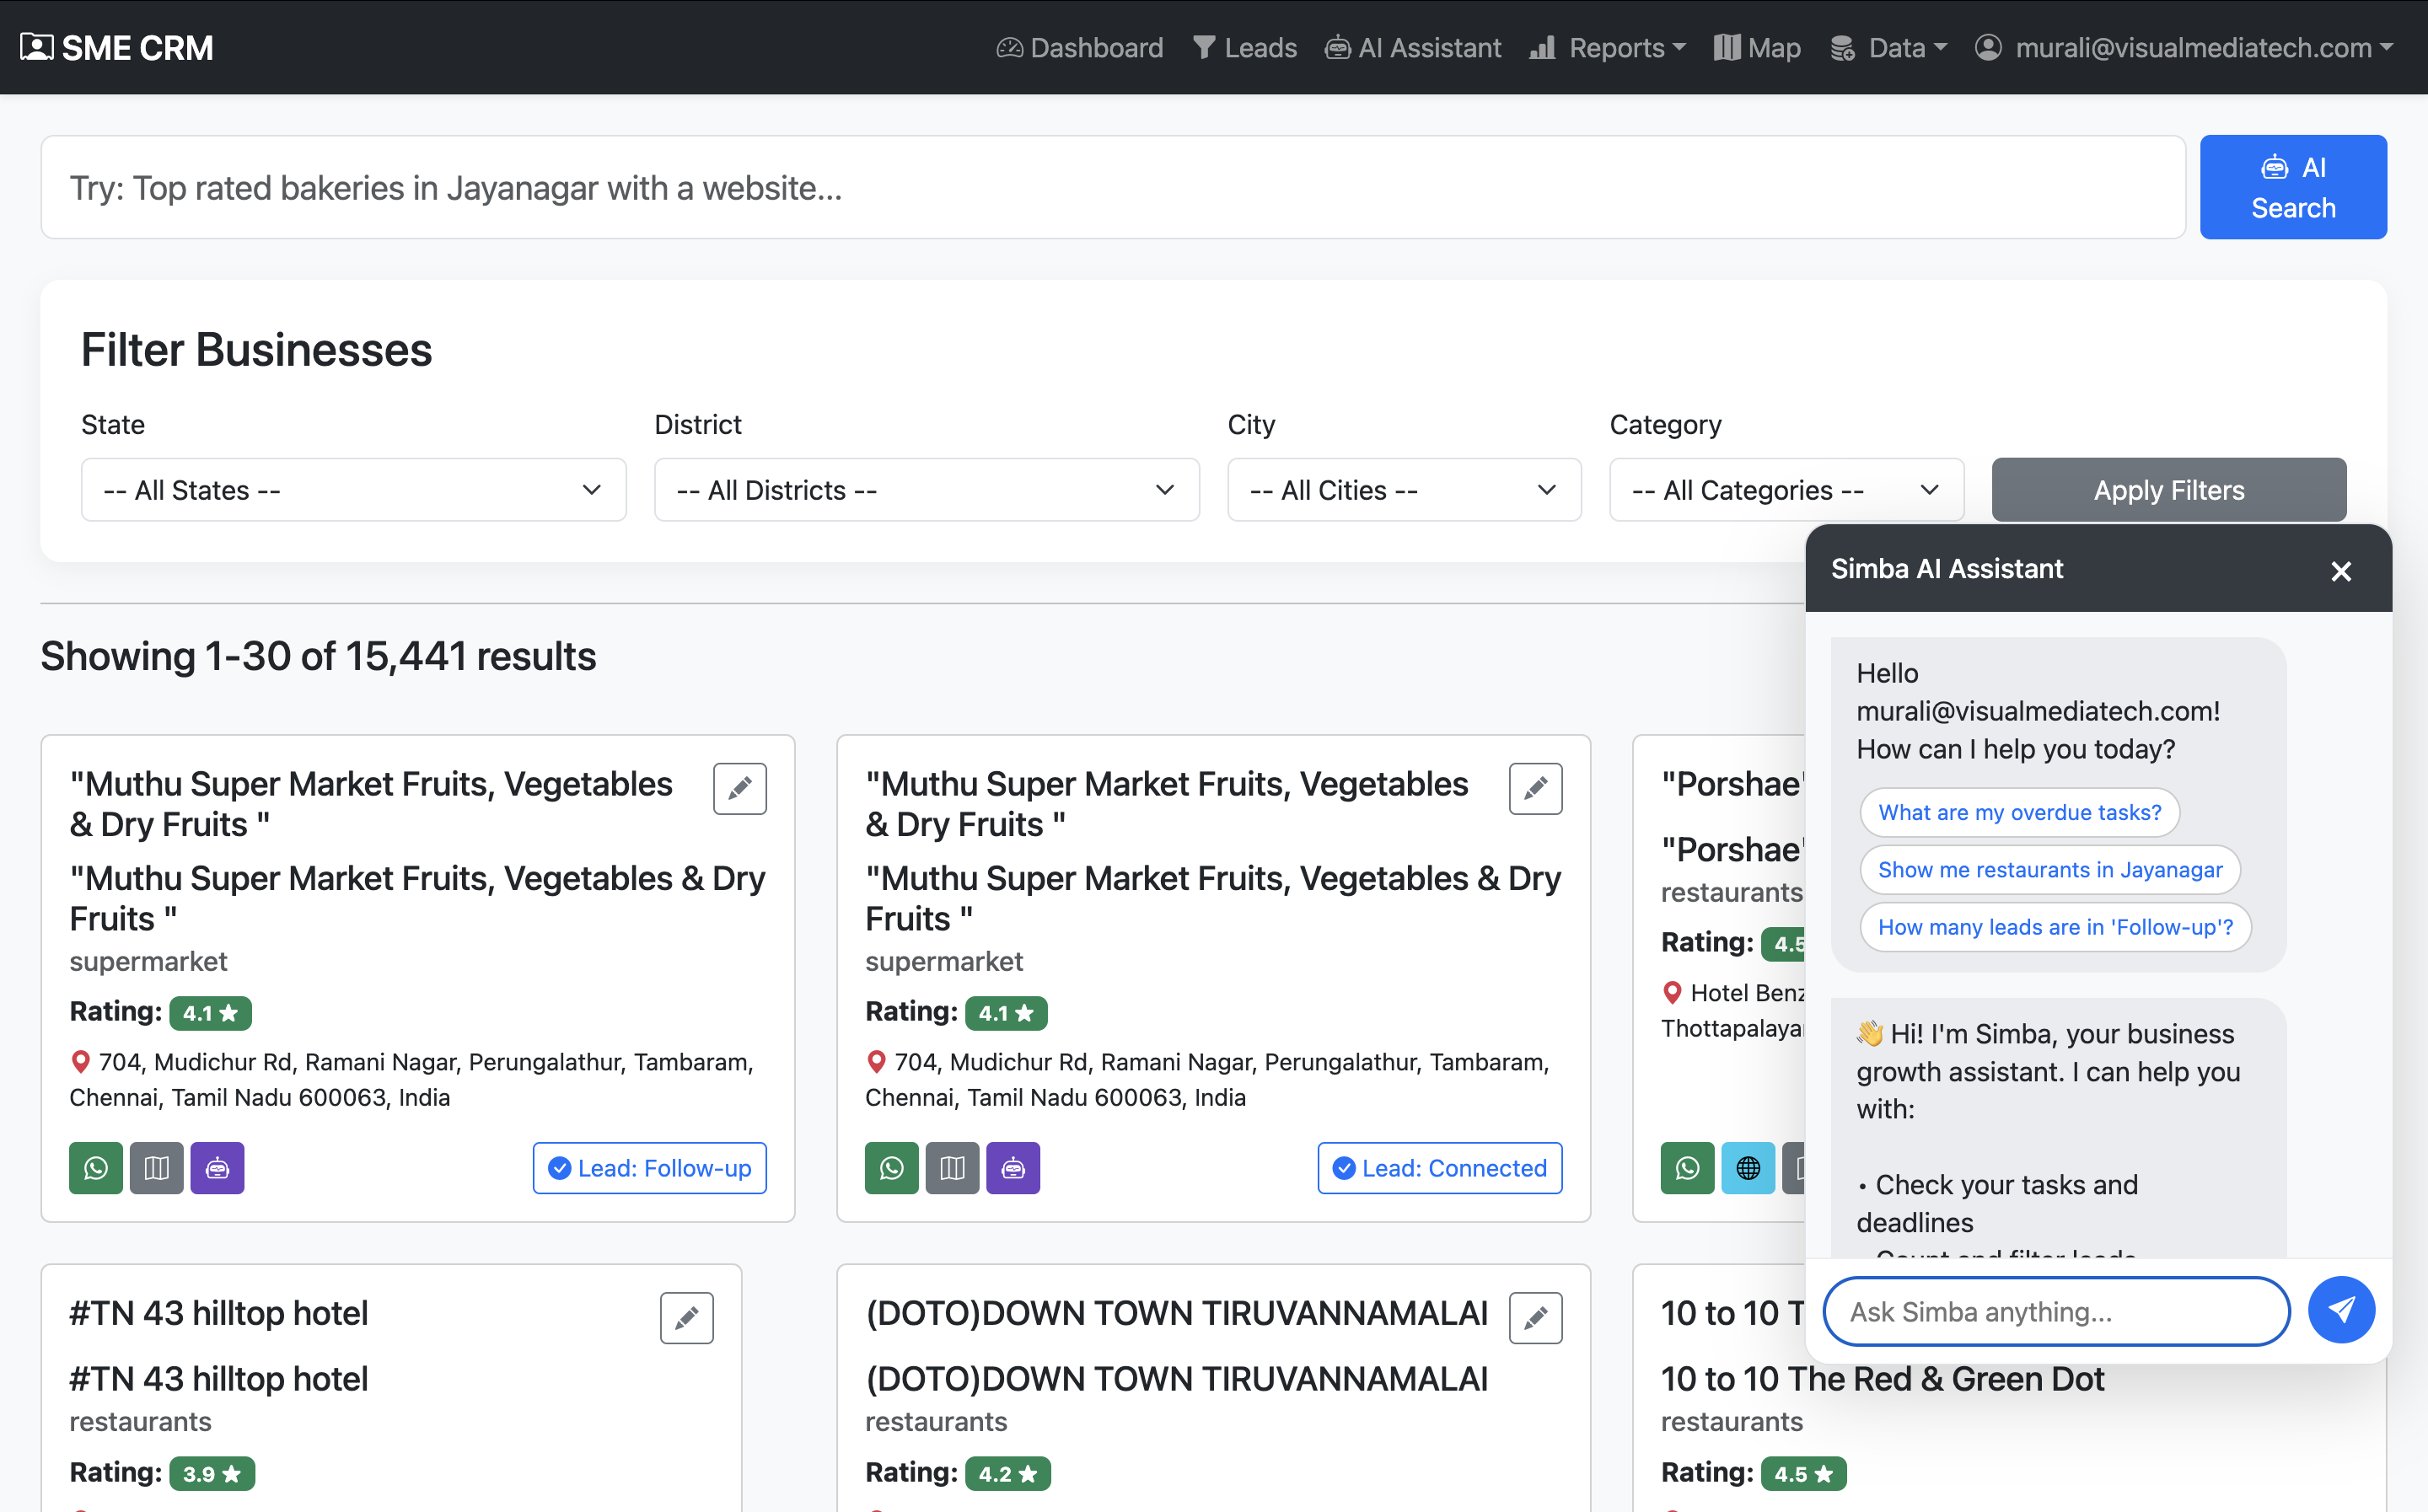 SME CRM
Dashboard
Leads
AI Assistant
Reports
Map
Data
murali@visualmediatech.com
Try: Top rated bakeries in Jayanagar with a website...
AI
Search
Filter Businesses
State
District
City
Category
-- All States --
-- All Districts --
-- All Cities --
-- All Categories --
Apply Filters
Showing 1-30 of 15,441 results
"Muthu Super Market Fruits, Vegetables
& Dry Fruits "
"Muthu Super Market Fruits, Vegetables & Dry
Fruits "
supermarket
Rating: 4.1
704, Mudichur Rd, Ramani Nagar, Perungalathur, Tambaram,
Chennai, Tamil Nadu 600063, India
Lead: Follow-up
"Muthu Super Market Fruits, Vegetables
& Dry Fruits "
"Muthu Super Market Fruits, Vegetables & Dry
Fruits "
supermarket
Rating: 4.1
704, Mudichur Rd, Ramani Nagar, Perungalathur, Tambaram,
Chennai, Tamil Nadu 600063, India
Lead: Connected
"Porshae"
"Porshae"
restaurants
Rating: 4.5
Hotel
#TN 43 hilltop hotel
#TN 43 hilltop hotel
restaurants
Rating: 3.9
(DOTO)DOWN TOWN TIRUVANNAMALAI
(DOTO)DOWN TOWN TIRUVANNAMALAI
restaurants
Rating: 4.2
10 to 10
10 to 10 The Red & Green Dot
restaurants
Rating: 4.5
Simba AI Assistant
Hello
murali@visualmediatech.com!
How can I help you today?
What are my overdue tasks?
Show me restaurants in Jayanagar
How many leads are in 'Follow-up'?
👋 Hi! I'm Simba, your business
growth assistant. I can help you
with:
• Check your tasks and
deadlines
Ask Simba anything...